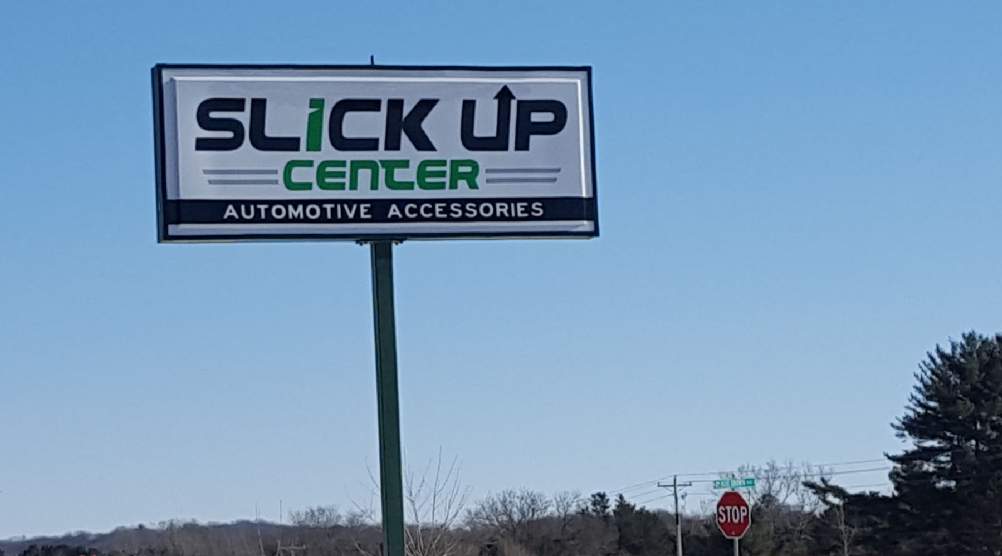 SLICK UP
CENTER
AUTOMOTIVE ACCESSORIES
STOP